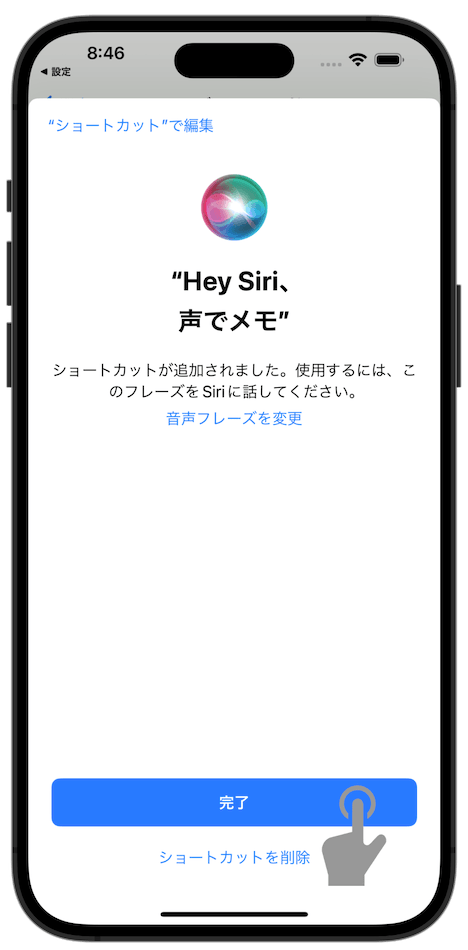 8:46
◀ 設定
“ショートカット”で編集
“Hey Siri、
声でメモ”
ショートカットが追加されました。使用するには、こ
のフレーズをSiriに話してください。
音声フレーズを変更
完了
ショートカットを削除